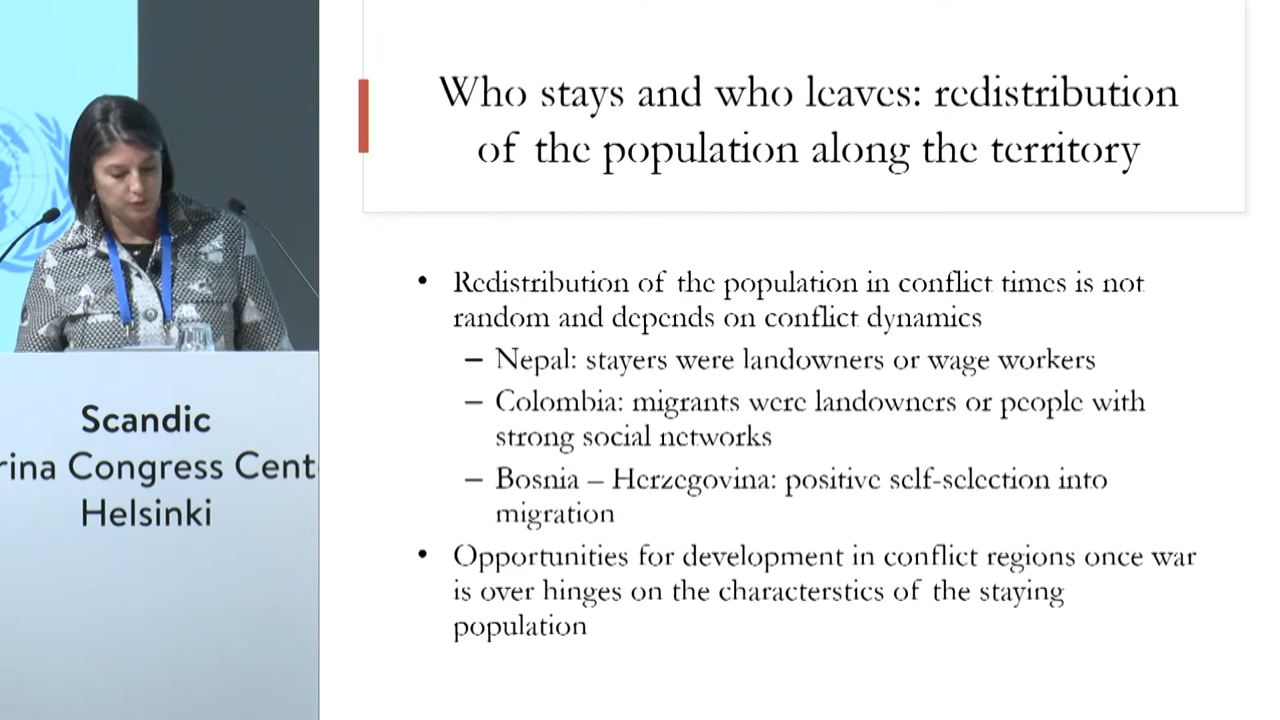 Scandic
rina Congress Cent
Helsinki
Who stays and who leaves: redistribution
of the population along the territory
• Redistribution of the population in conflict times is not
random and depends on conflict dynamics
– Nepal: stayers were landowners or wage workers
– Colombia: migrants were landowners or people with
strong social networks
– Bosnia – Herzegovina: positive self-selection into
migration
• Opportunities for development in conflict regions once war
is over hinges on the characterstics of the staying
population